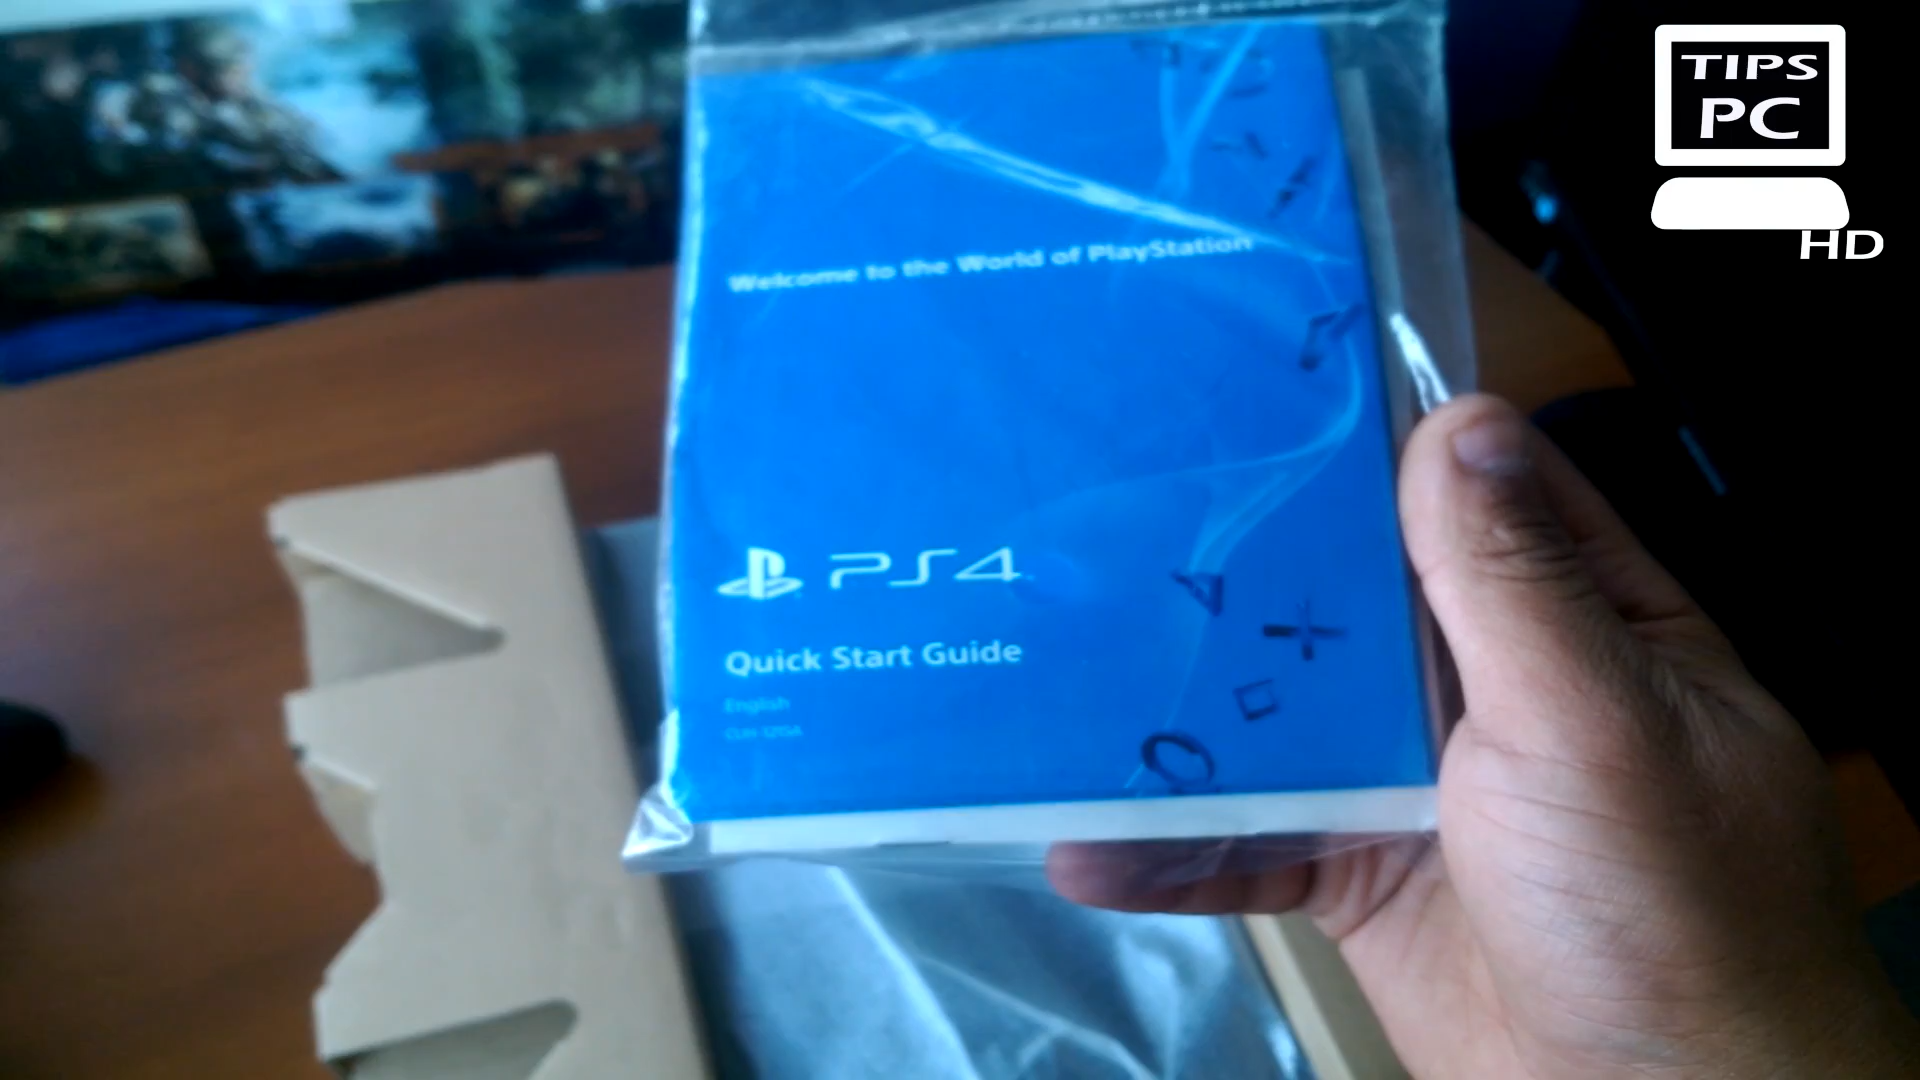 TIPS
PC
HD
Welcome to the World of PlayStation
PS4
Quick Start Guide
English